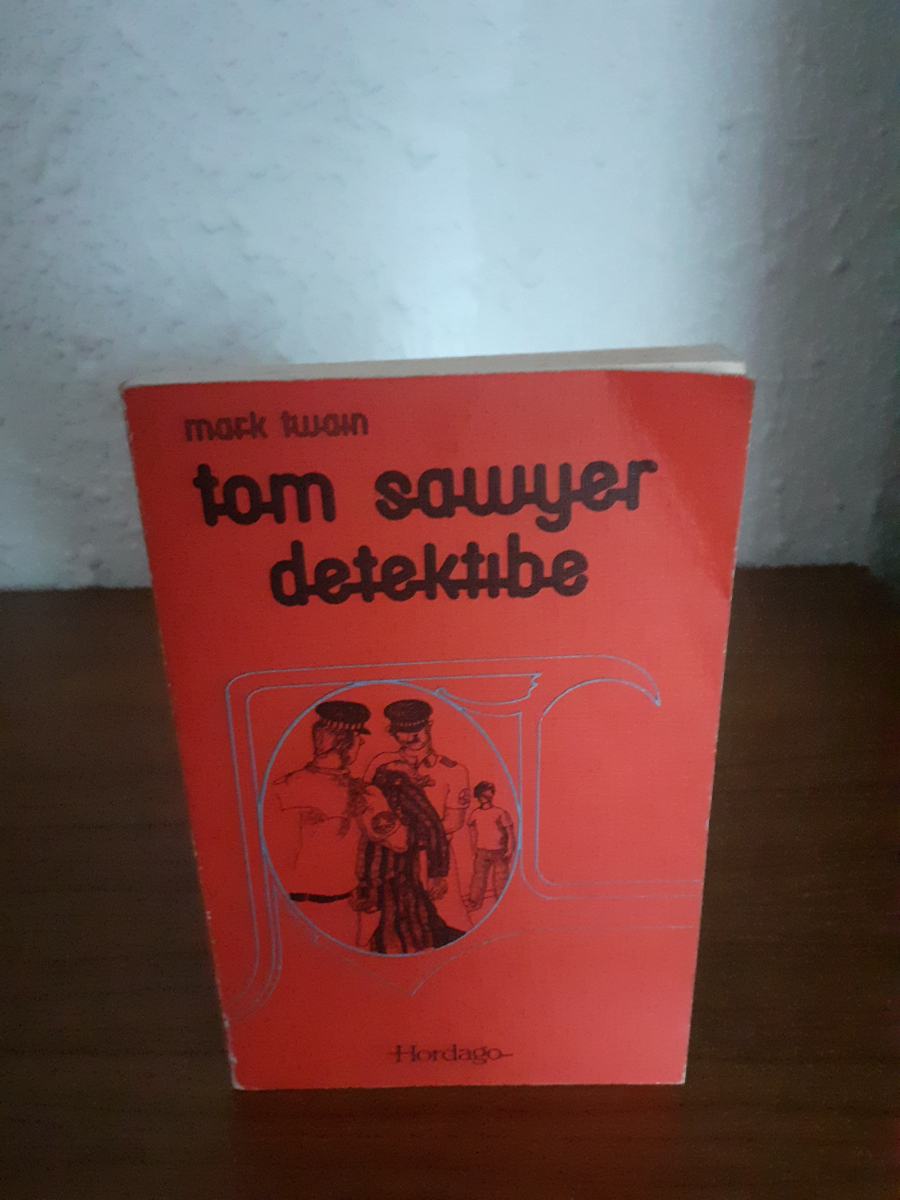 mark twain
tom sawyer
detektibe
Hordago